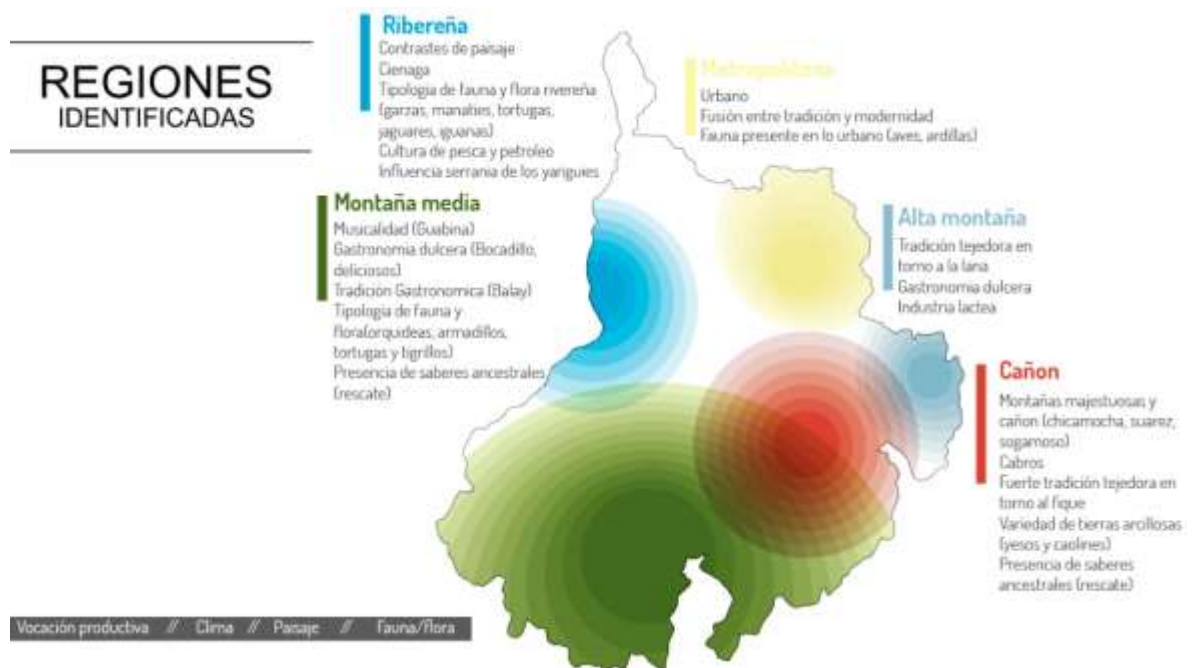 REGIONES
IDENTIFICADAS
Ribereña
Contrastes de paisaje
Cienaga
Tipologia de fauna y flora rivereña
(garzas, manaties, tortugas,
jaguares, iguanas)
Cultura de pesca y petroleo
Influencia serrania de los yariguies
Metropolitana
Urbano
Fusión entre tradición y modernidad
Fauna presente en lo urbano (aves, ardillas)
Montaña media
Musicalidad (Guabina)
Gastronomia dulcera (Bocadillo,
deliciosos)
Tradición Gastronomica (Balay)
Tipologia de fauna y
flora(orquideas, armadillos,
tortugas y tigrillos)
Presencia de saberes ancestrales
(rescate)
Alta montaña
Tradición tejedora en
torno a la lana
Gastronomia dulcera
Industria lactea
Cañon
Montañas majestuosas y
cañon (chicamocha, suarez,
sogamoso)
Cabros
Fuerte tradición tejedora en
torno al fique
Variedad de tierras arcillosas
(yesos y caolines)
Presencia de saberes
ancestrales (rescate)
Vocación productiva // Clima // Paisaje // Fauna/flora